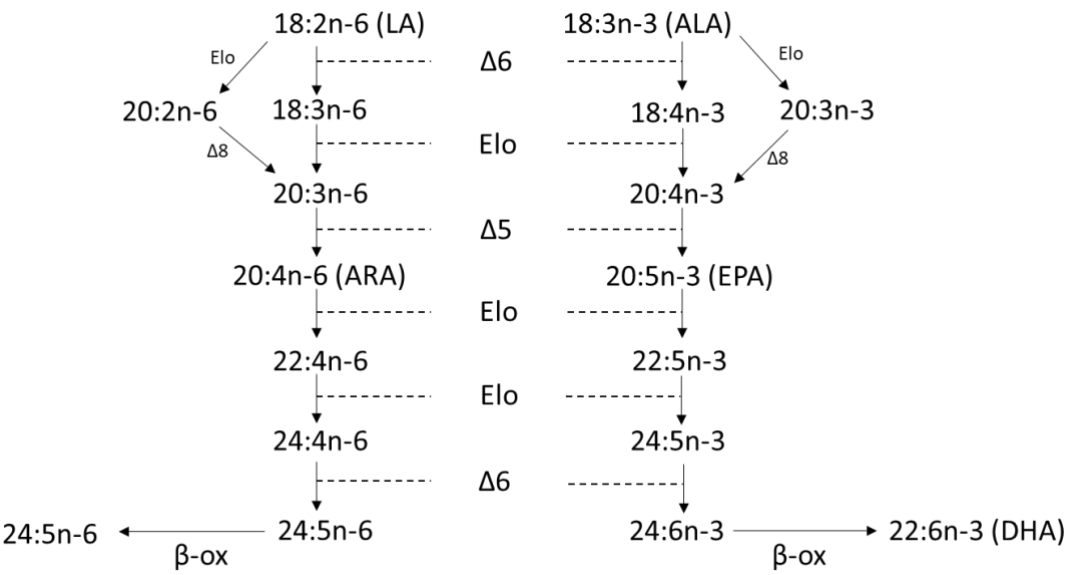 18:2n-6 (LA) 18:3n-3 (ALA)
Elo Δ6 Elo
20:2n-6 18:3n-6 18:4n-3 20:3n-3
Δ8 Elo Δ8
20:3n-6 20:4n-3
Δ5
20:4n-6 (ARA) 20:5n-3 (EPA)
Elo
22:4n-6 22:5n-3
Elo
24:4n-6 24:5n-3
Δ6
24:5n-6 24:5n-6 24:6n-3 22:6n-3 (DHA)
β-ox β-ox